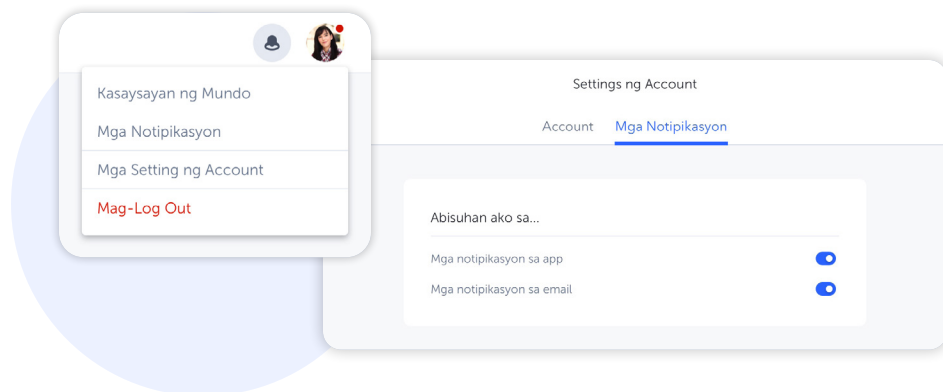 Kasaysayan ng Mundo
Mga Notipikasyon
Mga Setting ng Account
Mag-Log Out
Settings ng Account
Account Mga Notipikasyon
Abisuhan ako sa...
Mga notipikasyon sa app
Mga notipikasyon sa email